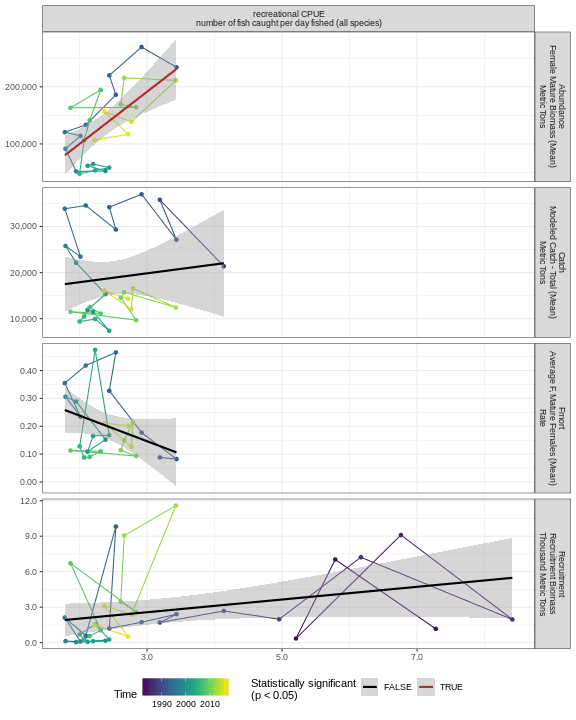 recreational CPUE
number of fish caught per day fished (all species)
200,000
100,000
Abundance
Female Mature Biomass (Mean)
Metric Tons
30,000
20,000
10,000
Catch
Modeled Catch - Total (Mean)
Metric Tons
0.40
0.30
0.20
0.10
0.00
Fmort
Average F, Mature Females (Mean)
Rate
12.0
9.0
6.0
3.0
0.0
Recruitment
Recruitment Biomass
Thousand Metric Tons
3.0 5.0 7.0
Time
1990 2000 2010
Statistically significant
(p < 0.05)
FALSE TRUE